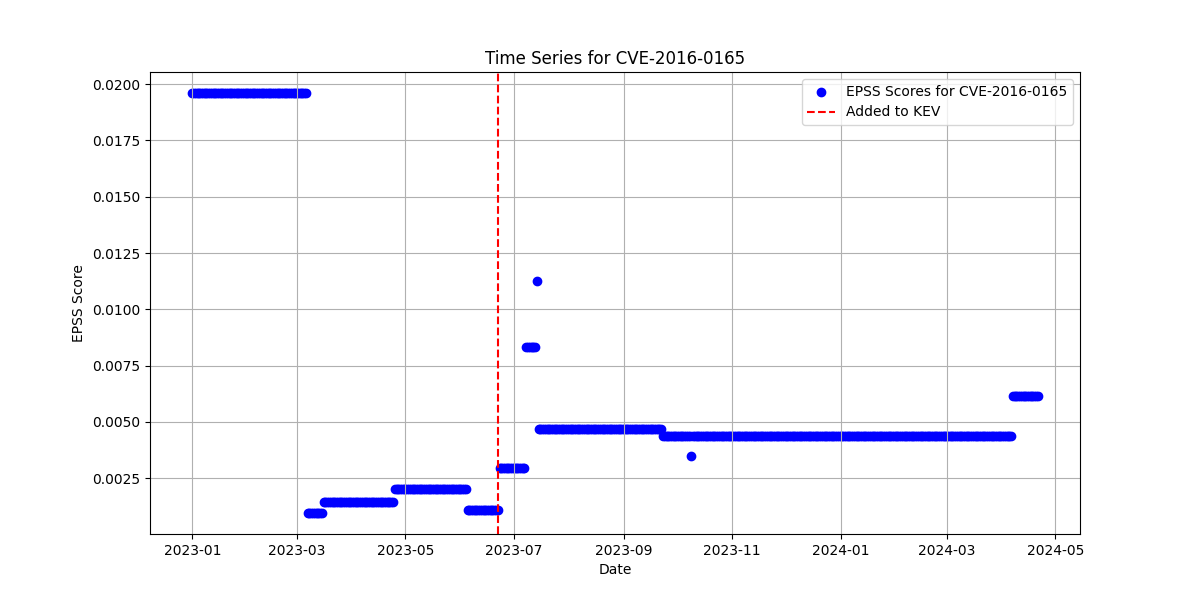 Time Series for CVE-2016-0165
EPSS Scores for CVE-2016-0165
Added to KEV
EPSS Score
0.0200
0.0175
0.0150
0.0125
0.0100
0.0075
0.0050
0.0025
2023-01 2023-03 2023-05 2023-07 2023-09 2023-11 2024-01 2024-03 2024-05
Date